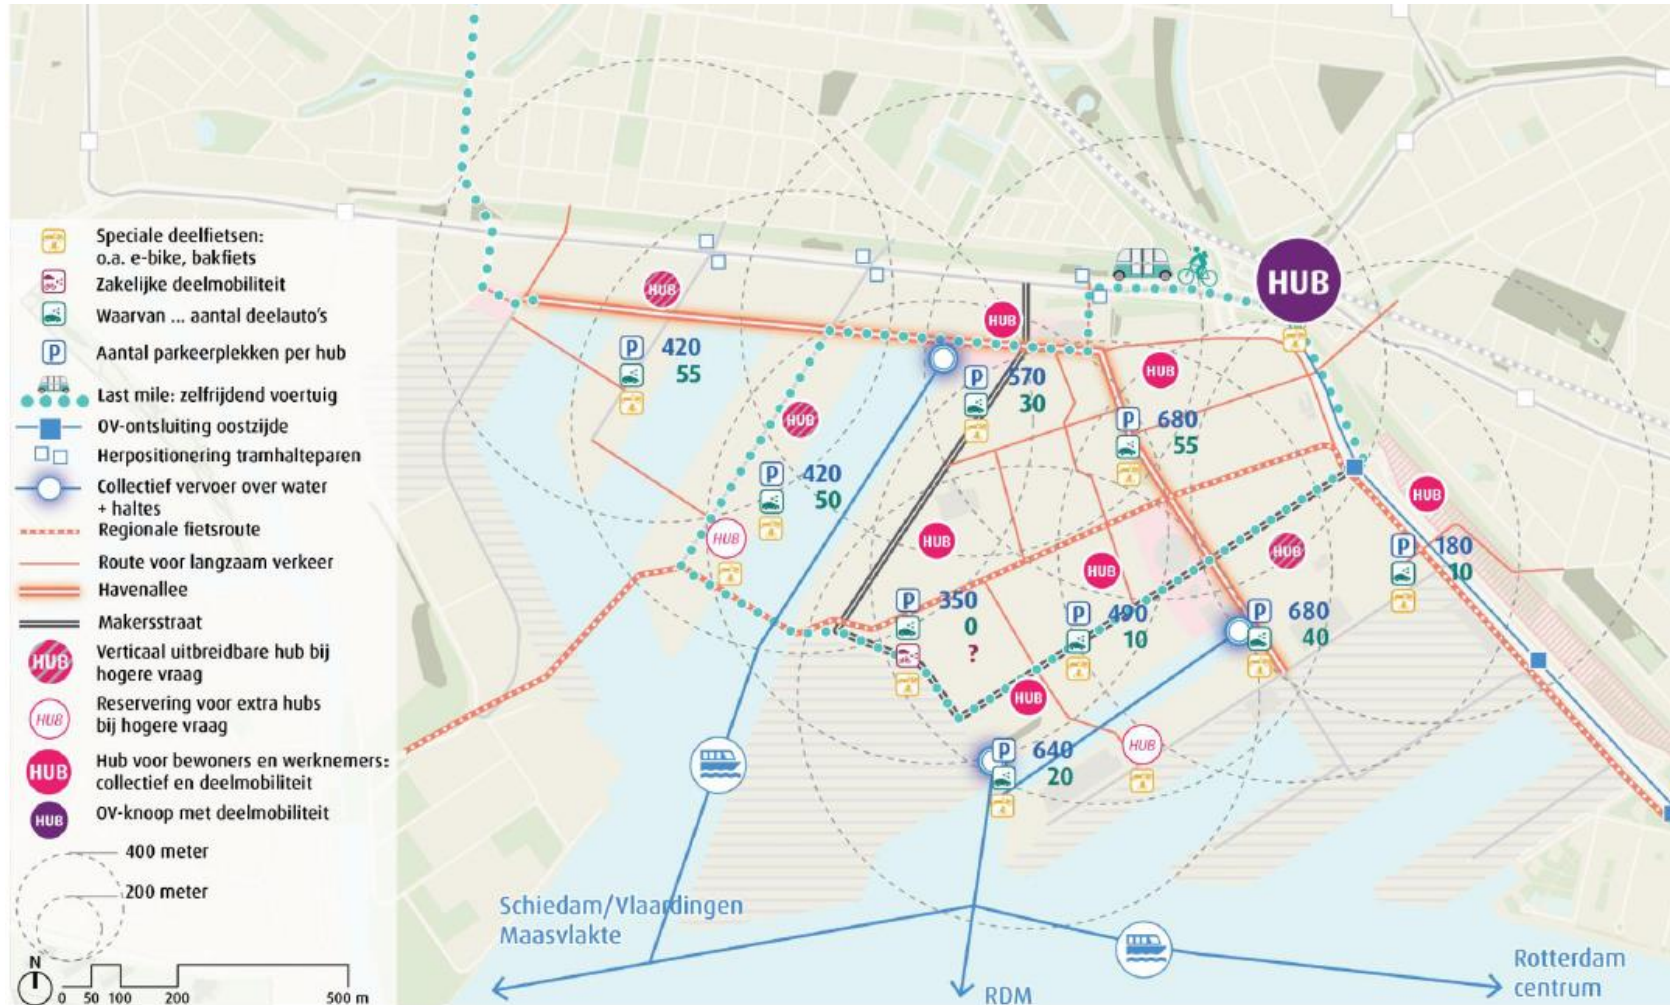 HUB
HUB
HUB
HUB
HUB
HUB
HUB
HUB
HUB
HUB
HUB
HUB
HUB
P 420
55
P 420
50
P 570
30
P 680
55
P 350
0
?
P 490
10
P 680
40
P 180
10
P 640
20
Speciale deelfietsen:
o.a. e-bike, bakfiets
Zakelijke deelmobiliteit
Waarvan ... aantal deelauto's
P Aantal parkeerplekken per hub
Last mile: zelfrijdend voertuig
OV-ontsluiting oostzijde
Herpositionering tramhalteparen
Collectief vervoer over water
+ haltes
Regionale fietsroute
Route voor langzaam verkeer
Havenallee
Makersstraat
HUB Verticaal uitbreidbare hub bij
hogere vraag
HUB Reservering voor extra hubs
bij hogere vraag
HUB Hub voor bewoners en werknemers:
collectief en deelmobiliteit
HUB OV-knoop met deelmobiliteit
400 meter
200 meter
N
0 50 100 200 500 m
Schiedam/Vlaardingen
Maasvlakte
RDM
Rotterdam
centrum